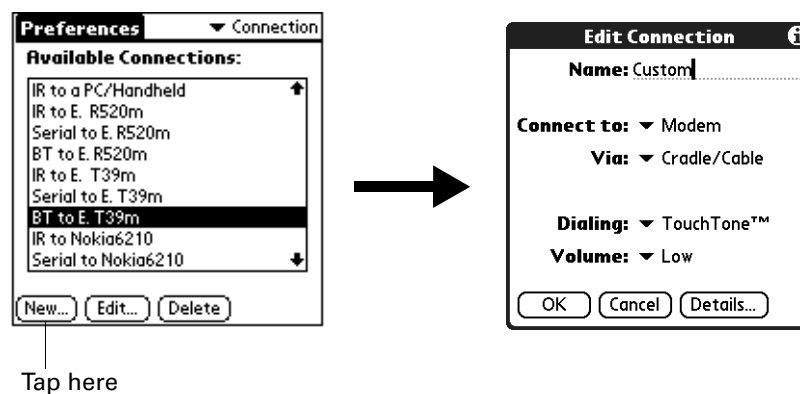 Preferences
Connection
Available Connections:
IR to a PC/Handheld
IR to E. R520m
Serial to E. R520m
BT to E. R520m
IR to E. T39m
Serial to E. T39m
BT to E. T39m
IR to Nokia6210
Serial to Nokia6210
New... Edit... Delete
Tap here
Edit Connection i
Name: Custom
Connect to: Modem
Via: Cradle/Cable
Dialing: TouchTone™
Volume: Low
OK Cancel Details...